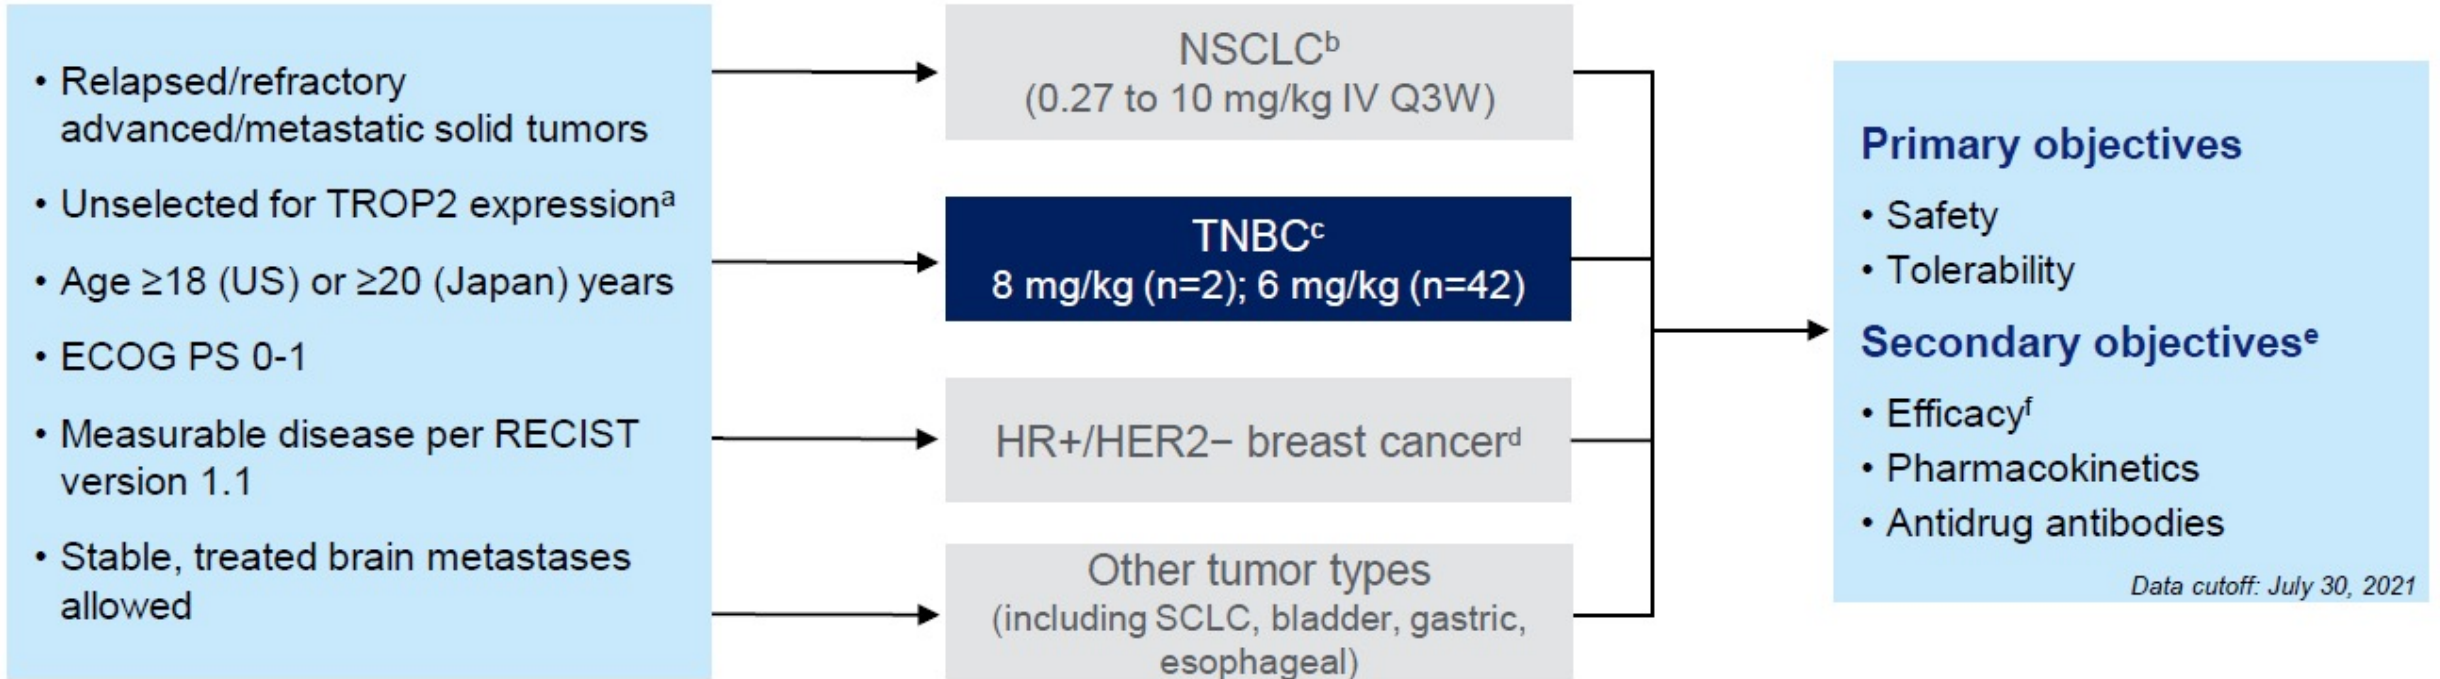 • Relapsed/refractory
advanced/metastatic solid tumors
• Unselected for TROP2 expressionᵃ
• Age ≥18 (US) or ≥20 (Japan) years
• ECOG PS 0-1
• Measurable disease per RECIST
version 1.1
• Stable, treated brain metastases
allowed
NSCLCᵇ
(0.27 to 10 mg/kg IV Q3W)
TNBCᶜ
8 mg/kg (n=2); 6 mg/kg (n=42)
HR+/HER2− breast cancerᵈ
Other tumor types
(including SCLC, bladder, gastric,
esophageal)
Primary objectives
• Safety
• Tolerability
Secondary objectivesᵉ
• Efficacyᶠ
• Pharmacokinetics
• Antidrug antibodies
Data cutoff: July 30, 2021